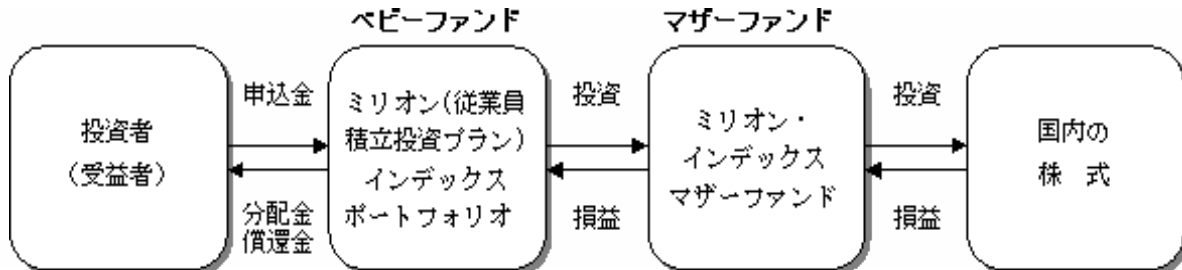 ベビーファンド
マザーファンド
投資者
（受益者）
申込金
分配金
償還金
ミリオン（従業員
積立投資プラン）
インデックス
ポートフォリオ
投資
損益
ミリオン・
インデックス
マザーファンド
投資
損益
国内の
株　式